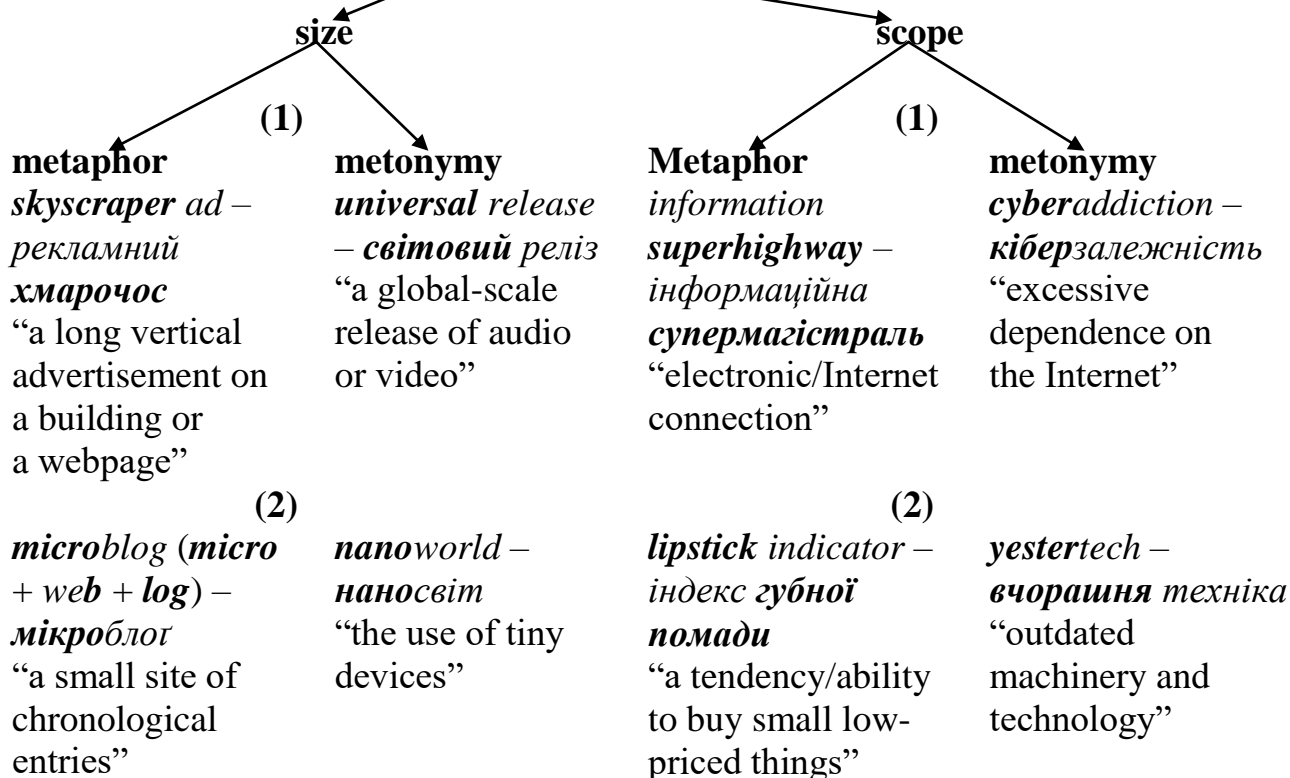 size
scope
(1)
(1)
metaphor
skyscraper ad –
рекламний
хмарочос
“a long vertical
advertisement on
a building or
a webpage”
metonymy
universal release
– світовий реліз
“a global-scale
release of audio
or video”
Metaphor
information
superhighway –
інформаційна
супермагістраль
“electronic/Internet
connection”
metonymy
cyberaddiction –
кіберзалежність
“excessive
dependence on
the Internet”
(2)
(2)
microblog (micro
+ web + log) –
мікроблоґ
“a small site of
chronological
entries”
nanoworld –
наносвіт
“the use of tiny
devices”
lipstick indicator –
індекс губної
помади
“a tendency/ability
to buy small low-
priced things”
yestertech –
вчорашня техніка
“outdated
machinery and
technology”